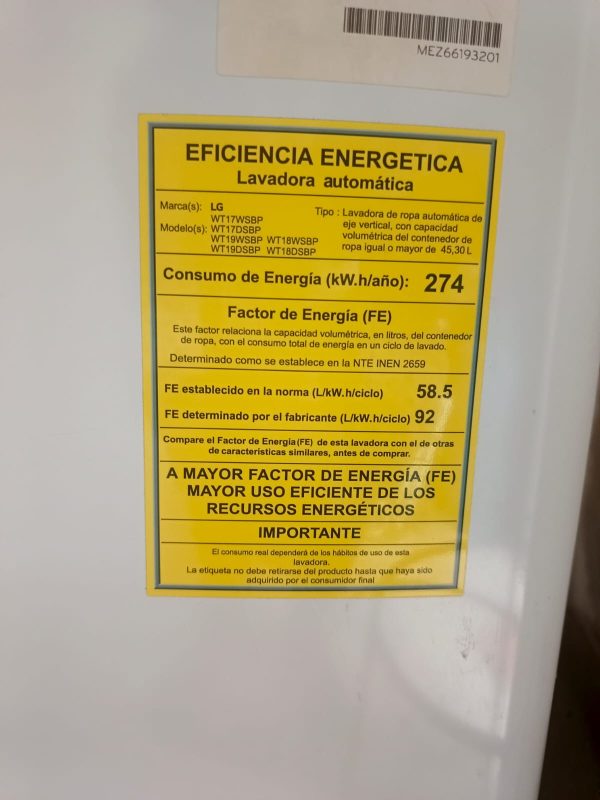 MEZ66193201
EFICIENCIA ENERGETICA
Lavadora automática
Marca(s): LG
Modelo(s): WT17WSBP
WT17DSBP
WT19WSBP WT18WSBP
WT19DSBP WT18DSBP
Tipo : Lavadora de ropa automática de
eje vertical, con capacidad
volumétrica del contenedor de
ropa igual o mayor de 45,30 L
Consumo de Energía (kW.h/año): 274
Factor de Energía (FE)
Este factor relaciona la capacidad volumétrica, en litros, del contenedor
de ropa, con el consumo total de energía en un ciclo de lavado.
Determinado como se establece en la NTE INEN 2659
FE establecido en la norma (L/kW.h/ciclo) 58.5
FE determinado por el fabricante (L/kW.h/ciclo) 92
Compare el Factor de Energia(FE) de esta lavadora con el de otras
de características similares, antes de comprar.
A MAYOR FACTOR DE ENERGÍA (FE)
MAYOR USO EFICIENTE DE LOS
RECURSOS ENERGÉTICOS
IMPORTANTE
El consumo real dependerá de los hábitos de uso de esta
lavadora.
La etiqueta no debe retirarse del producto hasta que haya sido
adquirido por el consumidor final